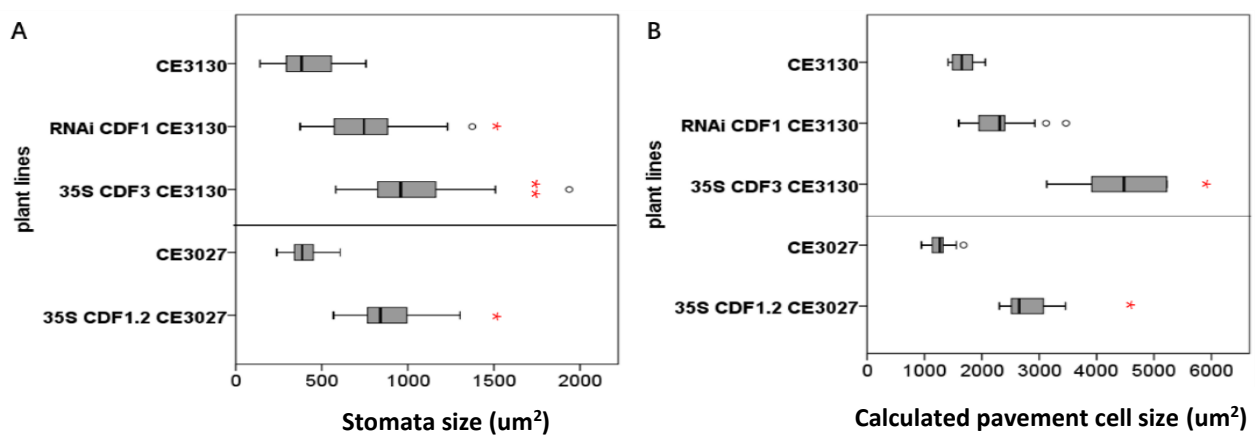 A
plant lines
CE3130
RNAi CDF1 CE3130
35S CDF3 CE3130
CE3027
35S CDF1.2 CE3027
0 500 1000 1500 2000
Stomata size (um²)
B
plant lines
CE3130
RNAi CDF1 CE3130
35S CDF3 CE3130
CE3027
35S CDF1.2 CE3027
0 1000 2000 3000 4000 5000 6000
Calculated pavement cell size (um²)